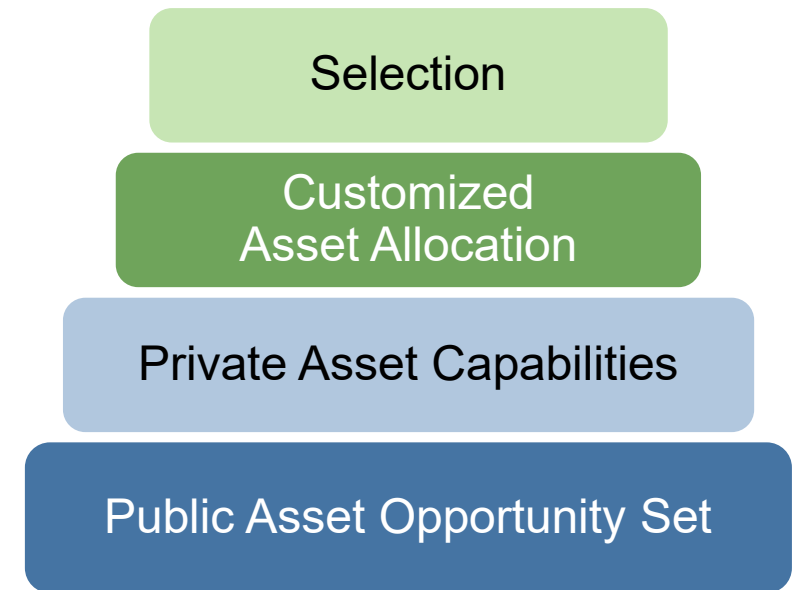 Selection
Customized
Asset Allocation
Private Asset Capabilities
Public Asset Opportunity Set